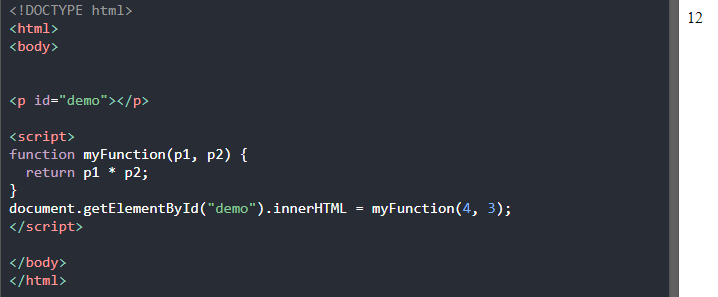 <!DOCTYPE html>
<html>
<body>
<p id="demo"></p>
<script>
function myFunction(p1, p2) {
  return p1 * p2;
}
document.getElementById("demo").innerHTML = myFunction(4, 3);
</script>
</body>
</html>
12